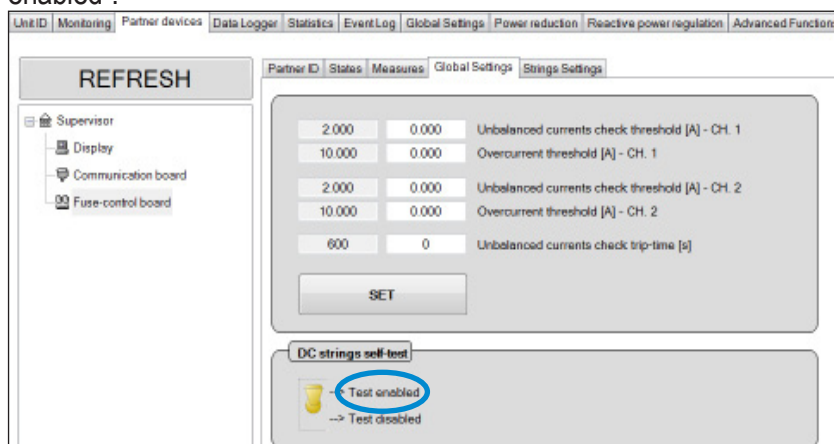 enabled".
UnitID Monitoring Partner devices Data Logger Statistics EventLog Global Settings Power reduction Reactive power regulation Advanced Functions
REFRESH
Supervisor
Display
Communication board
Fuse-control board
Partner ID States Measures Global Settings Strings Settings
2.000 0.000 Unbalanced currents check threshold [A] - CH. 1
10.000 0.000 Overcurrent threshold [A] - CH. 1
2.000 0.000 Unbalanced currents check threshold [A] - CH. 2
10.000 0.000 Overcurrent threshold [A] - CH. 2
600 0 Unbalanced currents check trip-time [s]
SET
DC strings self-test
--> Test enabled
--> Test disabled